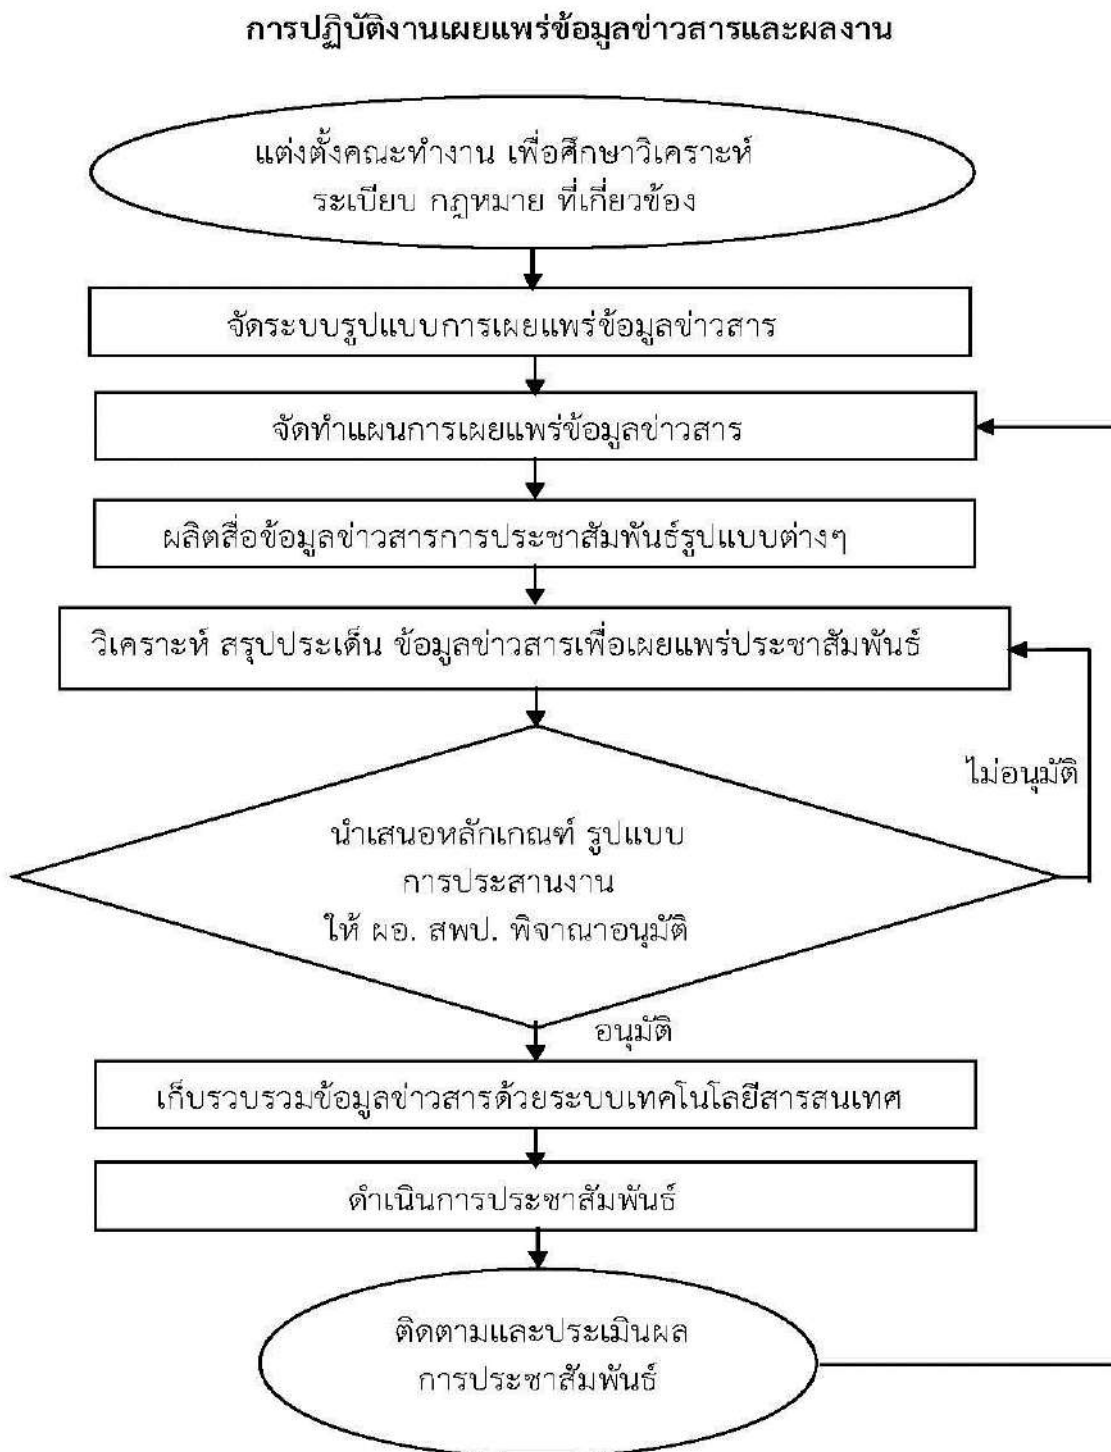 การปฏิบัติงานเผยแพร่ข้อมูลข่าวสารและผลงาน
แต่งตั้งคณะทำงาน เพื่อศึกษาวิเคราะห์
ระเบียบ กฎหมาย ที่เกี่ยวข้อง
จัดระบบรูปแบบการเผยแพร่ข้อมูลข่าวสาร
จัดทำแผนการเผยแพร่ข้อมูลข่าวสาร
ผลิตสื่อข้อมูลข่าวสารการประชาสัมพันธ์รูปแบบต่างๆ
วิเคราะห์ สรุปประเด็น ข้อมูลข่าวสารเพื่อเผยแพร่ประชาสัมพันธ์
ไม่อนุมัติ
นำเสนอหลักเกณฑ์ รูปแบบ
การประสานงาน
ให้ ผอ. สพป. พิจาณาอนุมัติ
อนุมัติ
เก็บรวบรวมข้อมูลข่าวสารด้วยระบบเทคโนโลยีสารสนเทศ
ดำเนินการประชาสัมพันธ์
ติดตามและประเมินผล
การประชาสัมพันธ์